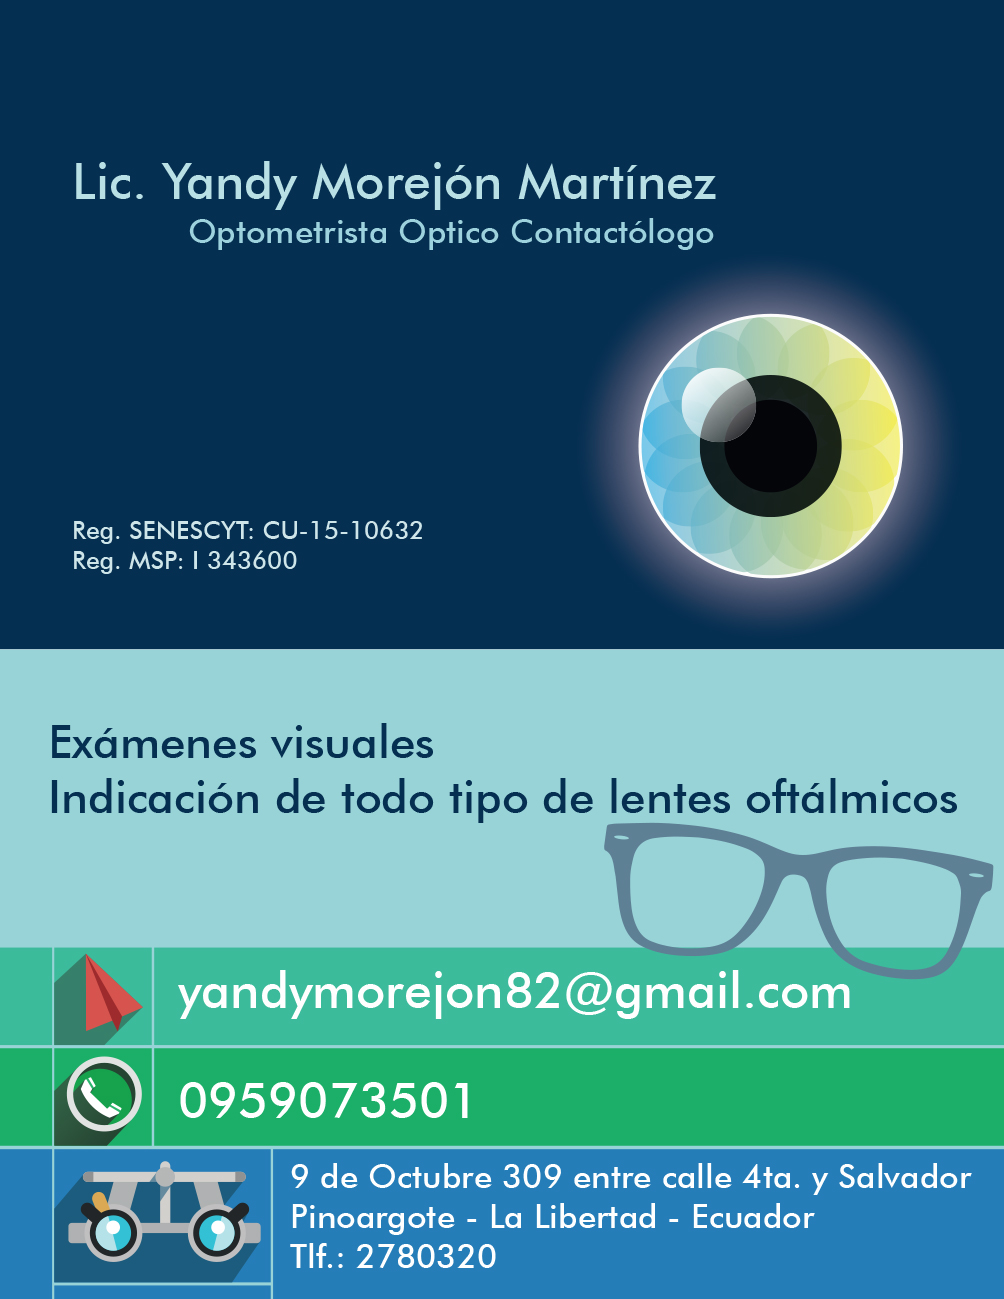 Lic. Yandy Morejón Martínez
Optometrista Optico Contactólogo
Reg. SENESCYT: CU-15-10632
Reg. MSP: I 343600
Exámenes visuales
Indicación de todo tipo de lentes oftálmicos
yandymorejon82@gmail.com
0959073501
9 de Octubre 309 entre calle 4ta. y Salvador
Pinoargote - La Libertad - Ecuador
Tlf.: 2780320